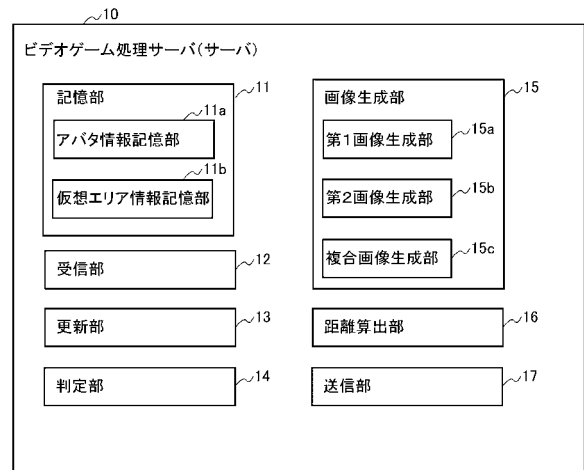 10
ビデオゲーム処理サーバ(サーバ)
記憶部
11
11a
アバタ情報記憶部
11b
仮想エリア情報記憶部
受信部
12
更新部
13
判定部
14
画像生成部
15
第1画像生成部
15a
第2画像生成部
15b
複合画像生成部
15c
距離算出部
16
送信部
17